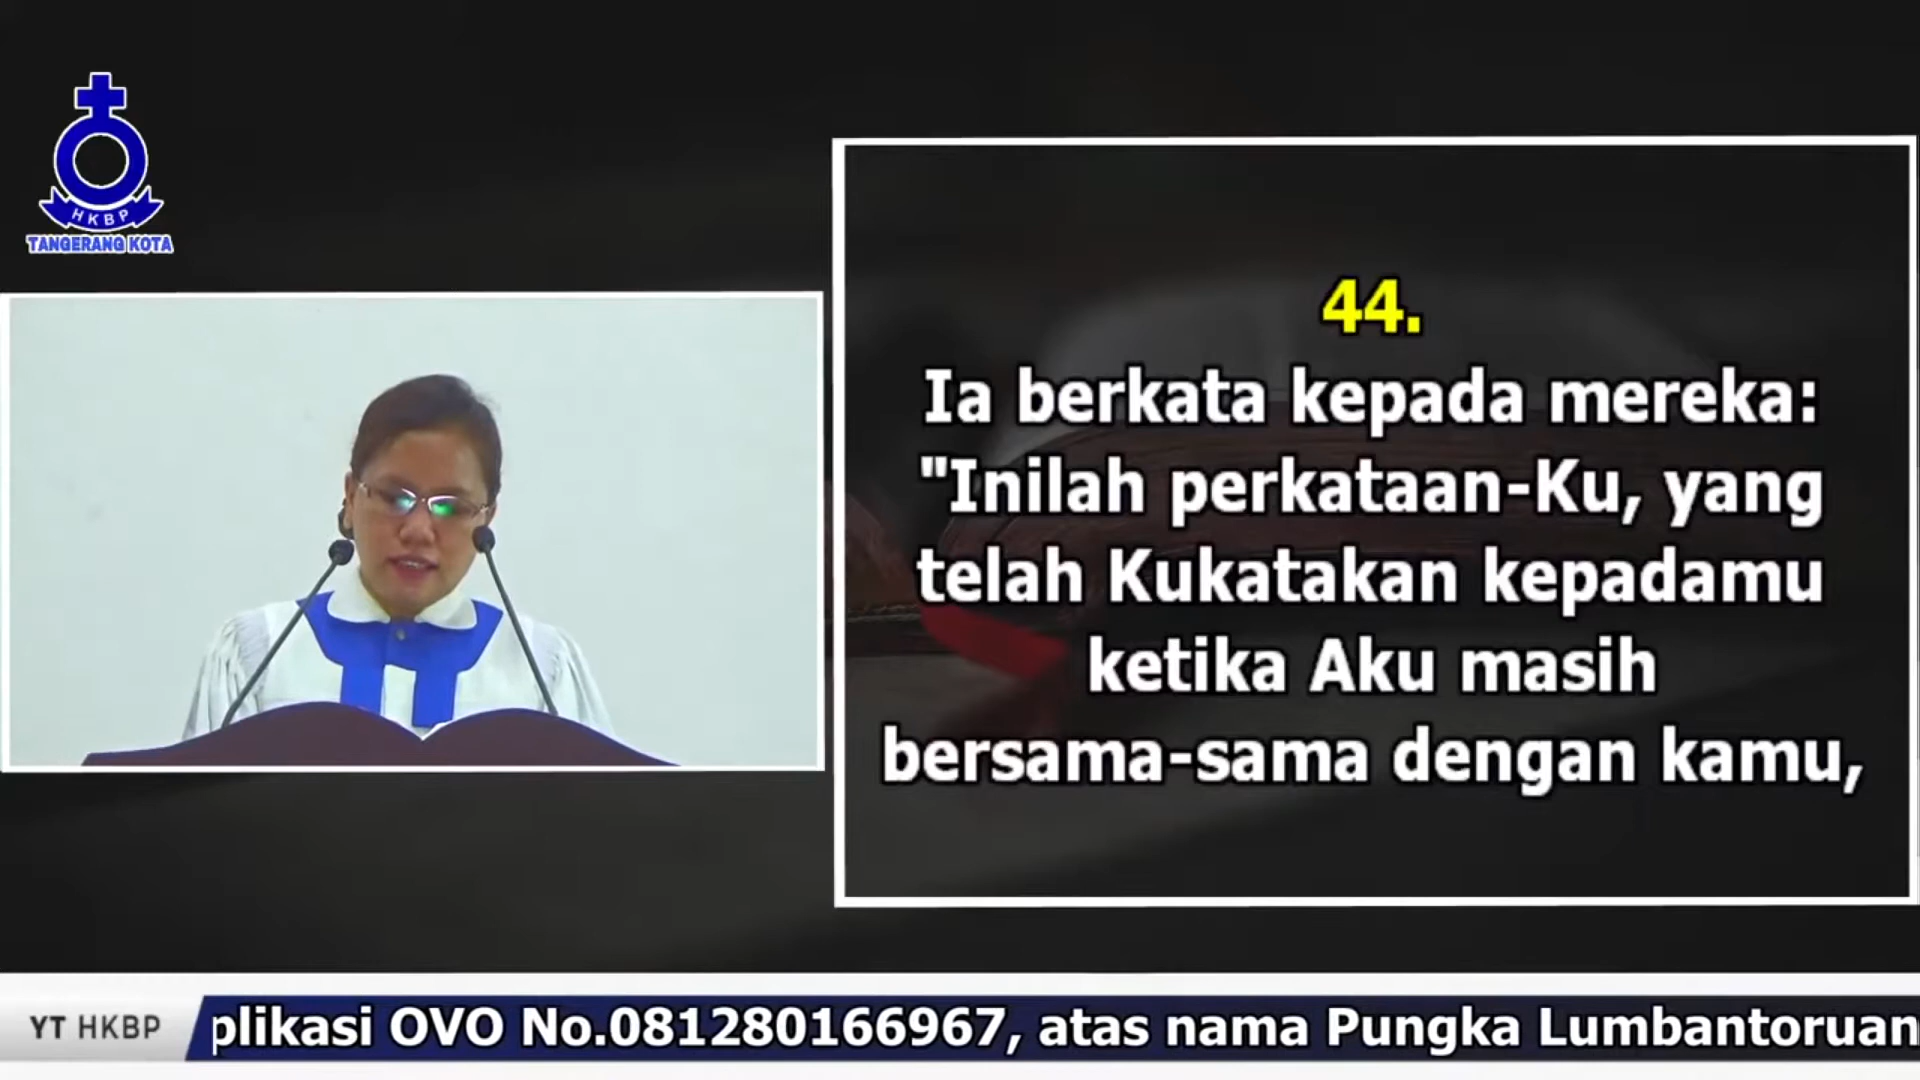 HKBP
TANGERANG KOTA
44.
Ia berkata kepada mereka:
"Inilah perkataan-Ku, yang
telah Kukatakan kepadamu
ketika Aku masih
bersama-sama dengan kamu,
YT HKBP
plikasi OVO No.081280166967, atas nama Pungka Lumbantoruan